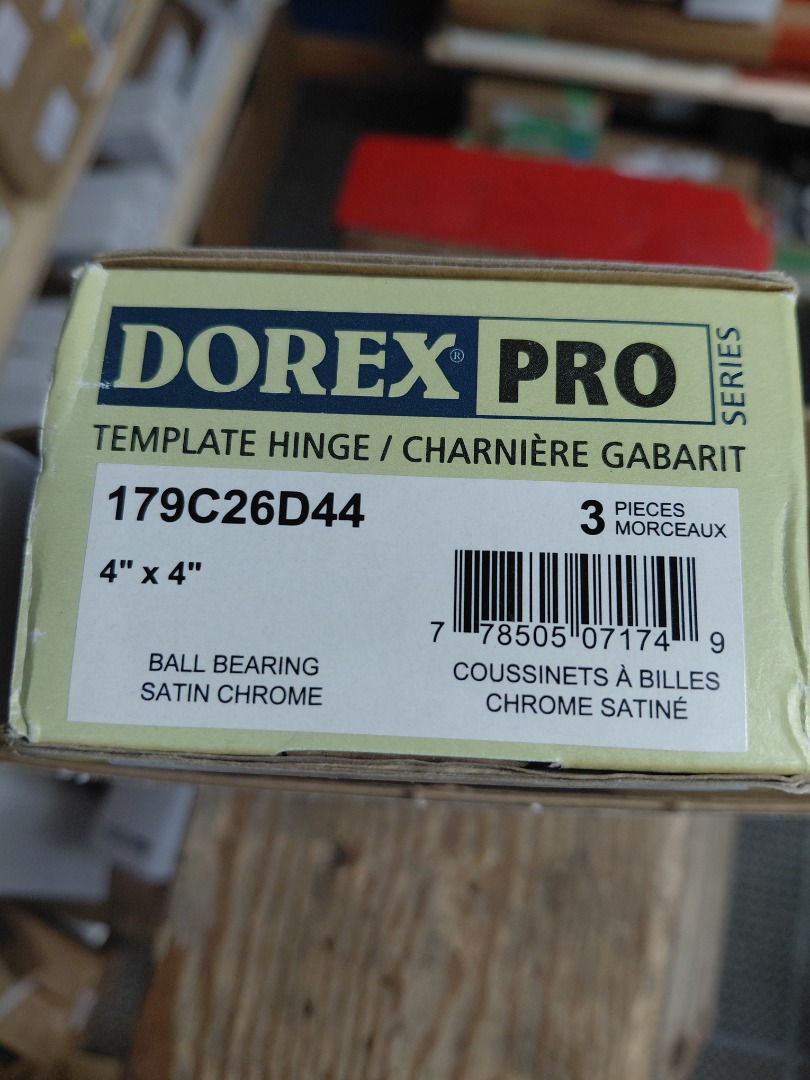 DOREX® PRO SERIES
TEMPLATE HINGE / CHARNIÈRE GABARIT
179C26D44
3 PIECES
MORCEAUX
4" x 4"
7 78505 07174 9
BALL BEARING
SATIN CHROME
COUSSINETS À BILLES
CHROME SATINÉ